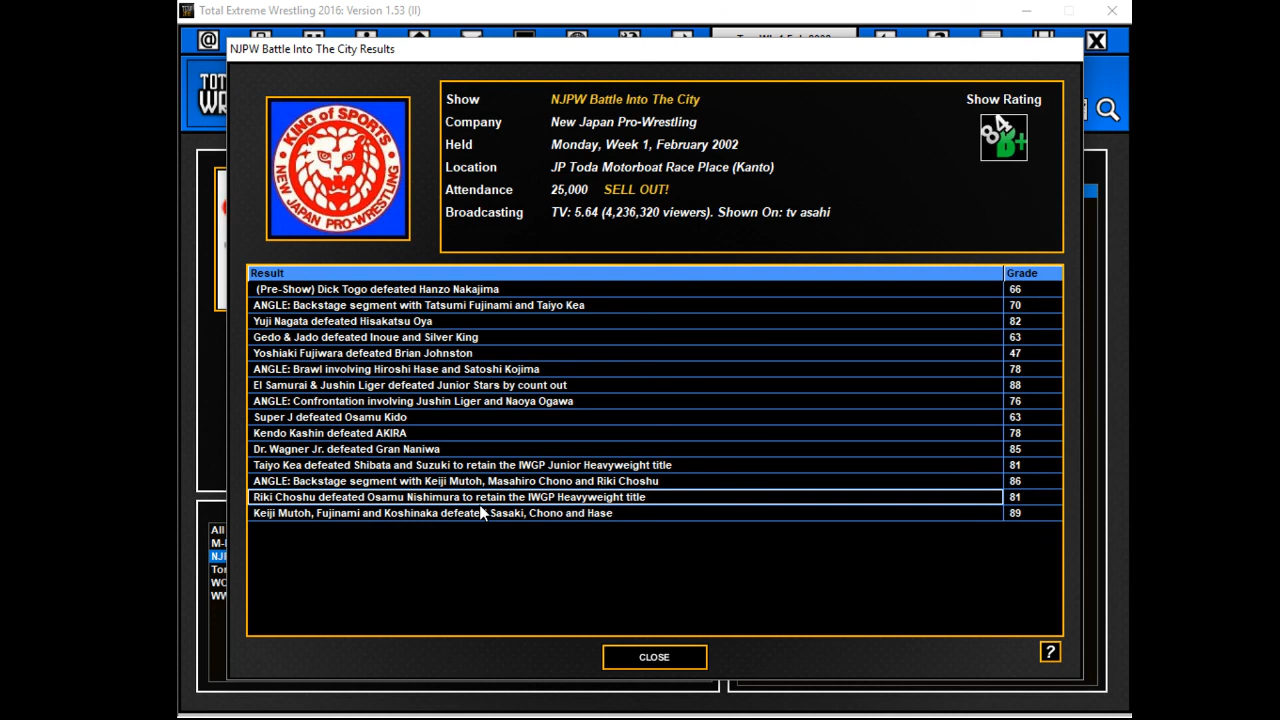 Total Extreme Wrestling 2016: Version 1.53 (II)
NJPW Battle Into The City Results
KING of SPORTS
NEW JAPAN PRO-WRESTLING
Show NJPW Battle Into The City Show Rating
Company New Japan Pro-Wrestling
84 B+
Held Monday, Week 1, February 2002
Location JP Toda Motorboat Race Place (Kanto)
Attendance 25,000 SELL OUT!
Broadcasting TV: 5.64 (4,236,320 viewers). Shown On: tv asahi
Result Grade
(Pre-Show) Dick Togo defeated Hanzo Nakajima 66
ANGLE: Backstage segment with Tatsumi Fujinami and Taiyo Kea 70
Yuji Nagata defeated Hisakatsu Oya 82
Gedo & Jado defeated Inoue and Silver King 63
Yoshiaki Fujiwara defeated Brian Johnston 47
ANGLE: Brawl involving Hiroshi Hase and Satoshi Kojima 78
El Samurai & Jushin Liger defeated Junior Stars by count out 88
ANGLE: Confrontation involving Jushin Liger and Naoya Ogawa 76
Super J defeated Osamu Kido 63
Kendo Kashin defeated AKIRA 78
Dr. Wagner Jr. defeated Gran Naniwa 85
Taiyo Kea defeated Shibata and Suzuki to retain the IWGP Junior Heavyweight title 81
ANGLE: Backstage segment with Keiji Mutoh, Masahiro Chono and Riki Choshu 86
Riki Choshu defeated Osamu Nishimura to retain the IWGP Heavyweight title 81
Keiji Mutoh, Fujinami and Koshinaka defeated Sasaki, Chono and Hase 89
All
CLOSE
?